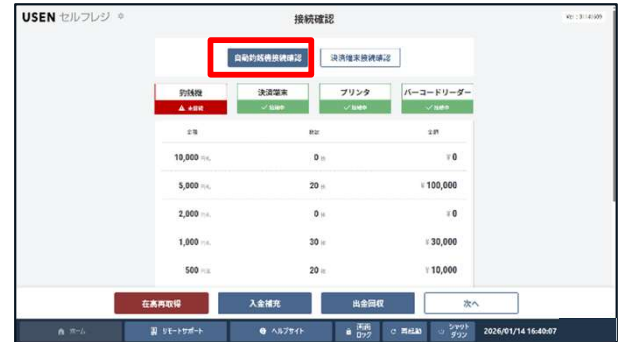 USEN セルフレジ
接続確認
自動釣銭機接続確認 決済端末接続確認
釣銭機 決済端末 プリンタ バーコードリーダー
未接続 接続中 接続中 接続中
金種 枚数 金額
10,000 0 ¥ 0
5,000 20 ¥ 100,000
2,000 0 ¥ 0
1,000 30 ¥ 30,000
500 20 ¥ 10,000
在高再取得 入金補充 出金回収 次へ
ホーム リモートサポート ヘルプサイト 画面ロック 再起動 シャットダウン 2026/01/14 16:40:07